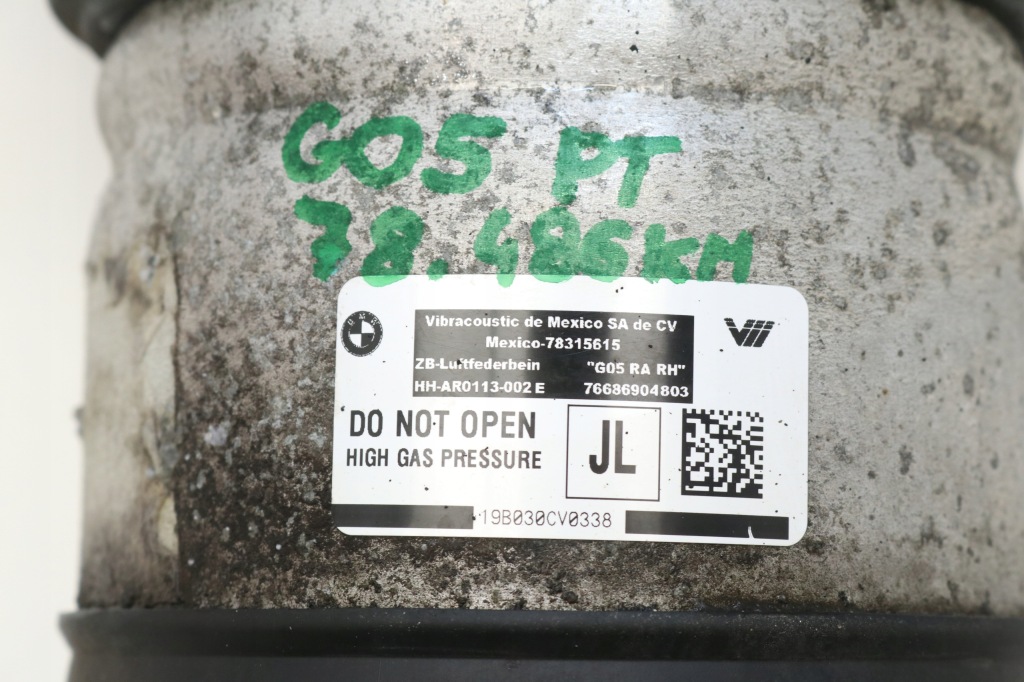 G05 PT
78.486KM
BMW
Vibracoustic de Mexico SA de CV
Mexico-78315615
ZB-Luftfederbein "G05 RA RH"
HH-AR0113-002 E 76686904803
DO NOT OPEN
HIGH GAS PRESSURE
JL
19B030CV0338